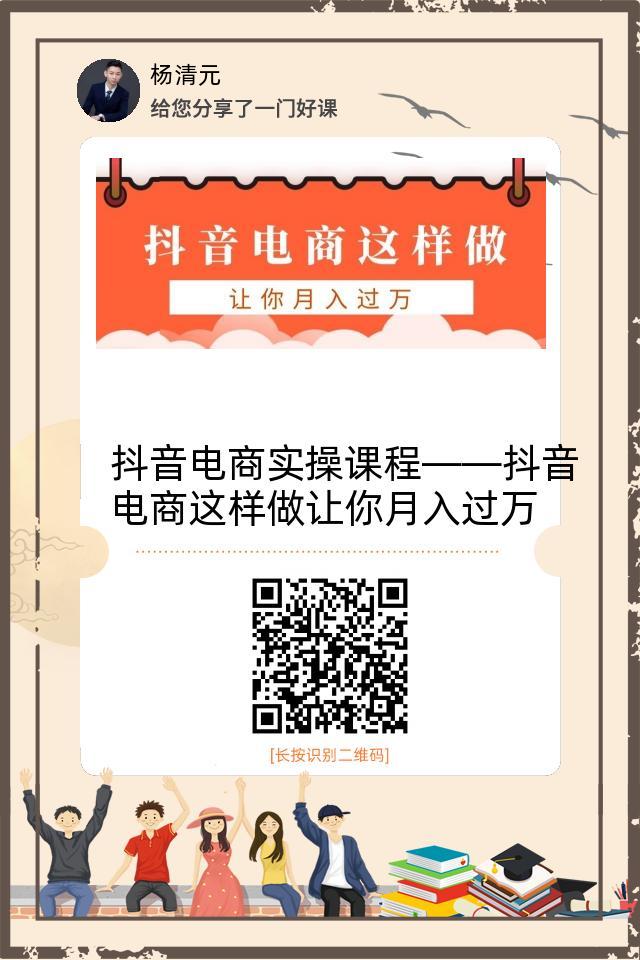 杨清元
给您分享了一门好课
抖音电商这样做
让你月入过万
抖音电商实操课程——抖音
电商这样做让你月入过万
[长按识别二维码]